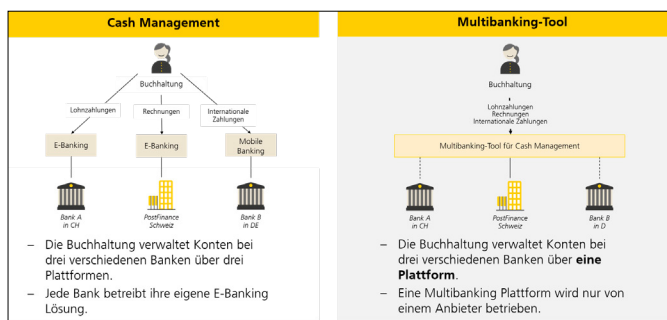 Cash Management
Buchhaltung
Lohnzahlungen
Rechnungen
Internationale
Zahlungen
E-Banking
E-Banking
Mobile
Banking
Bank A
in CH
PostFinance
Schweiz
Bank B
in DE
– Die Buchhaltung verwaltet Konten bei
drei verschiedenen Banken über drei
Plattformen.
– Jede Bank betreibt ihre eigene E-Banking
Lösung.
Multibanking-Tool
Buchhaltung
Lohnzahlungen
Rechnungen
Internationale Zahlungen
Multibanking-Tool für Cash Management
Bank A
in CH
PostFinance
Schweiz
Bank B
in D
– Die Buchhaltung verwaltet Konten bei
drei verschiedenen Banken über eine
Plattform.
– Eine Multibanking Plattform wird nur von
einem Anbieter betrieben.